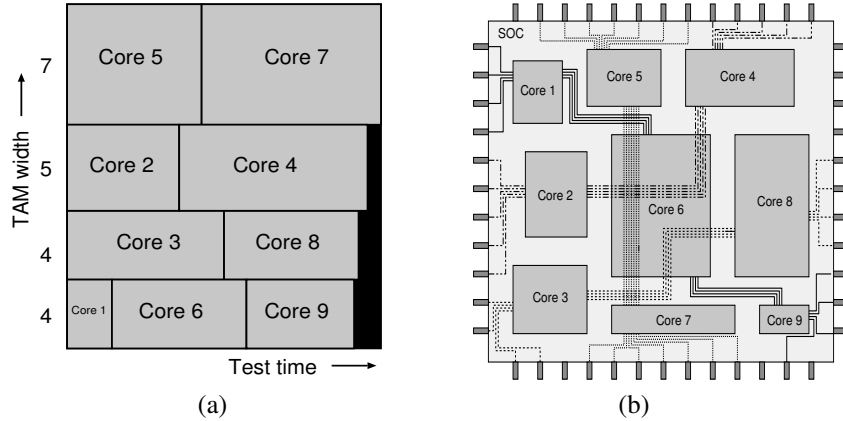 7
Core 5
Core 7
TAM width
5
Core 2
Core 4
4
Core 3
Core 8
4
Core 1
Core 6
Core 9
Test time
(a)
SOC
Core 1
Core 5
Core 4
Core 2
Core 6
Core 8
Core 3
Core 7
Core 9
(b)